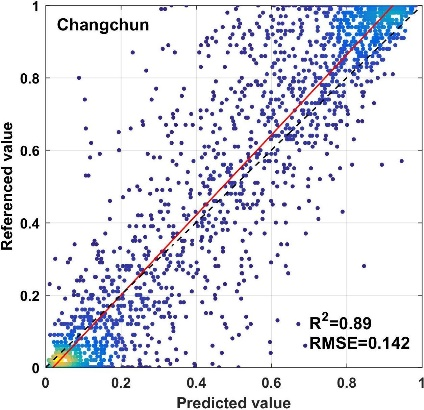 Changchun
Referenced value
1
0.8
0.6
0.4
0.2
0
R²=0.89
RMSE=0.142
0 0.2 0.4 0.6 0.8 1
Predicted value